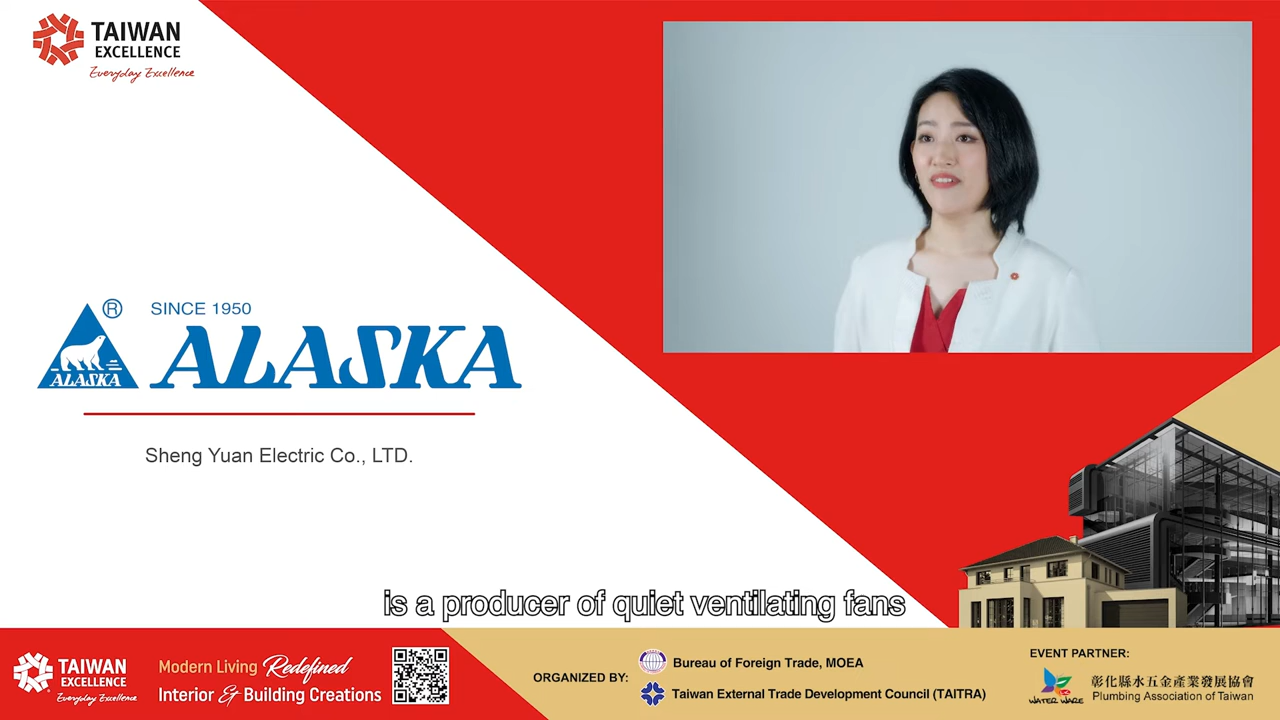 TAIWAN
EXCELLENCE
Everyday Excellence
® SINCE 1950
ALASKA
ALASKA
Sheng Yuan Electric Co., LTD.
is a producer of quiet ventilating fans
TAIWAN
EXCELLENCE
Everyday Excellence
Modern Living Redefined
Interior & Building Creations
ORGANIZED BY:
Bureau of Foreign Trade, MOEA
Taiwan External Trade Development Council (TAITRA)
EVENT PARTNER:
WATER WARE
彰化縣水五金產業發展協會
Plumbing Association of Taiwan